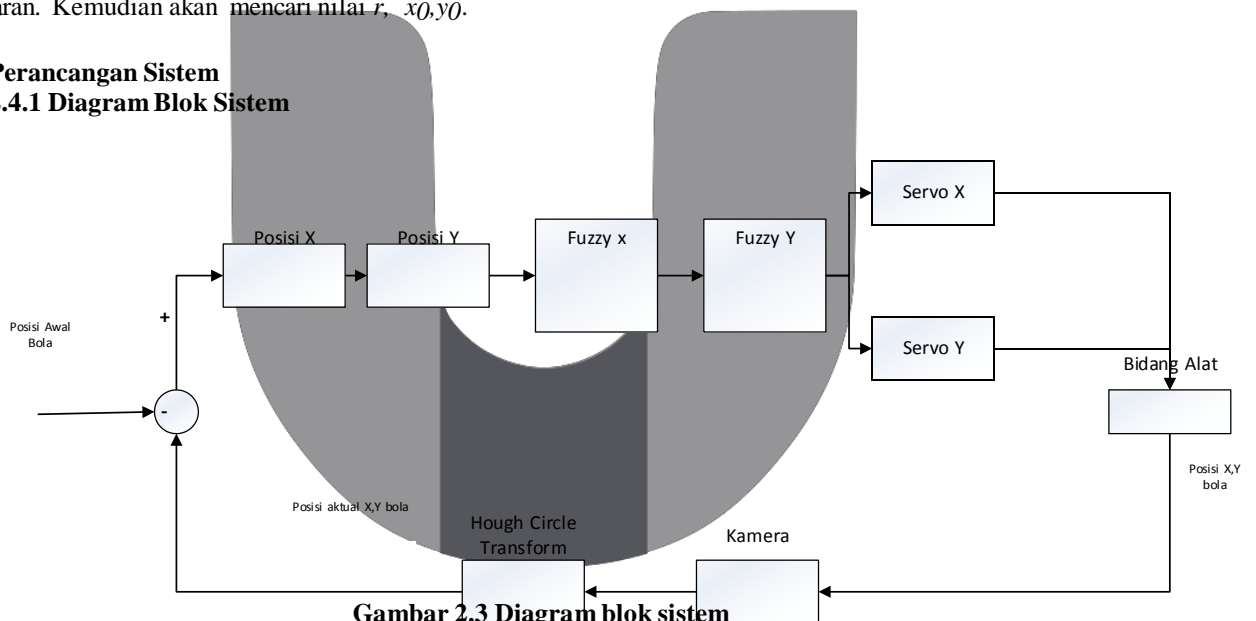 aran. Kemudian akan mencari nilai r, x0,y0.
Perancangan Sistem
.4.1 Diagram Blok Sistem
Servo X
Posisi X
Posisi Y
Fuzzy x
Fuzzy Y
+
Posisi Awal
Bola
Servo Y
Bidang Alat
-
Posisi X,Y
bola
Posisi aktual X,Y bola
Hough Circle
Transform
Kamera
Gambar 2.3 Diagram blok sistem